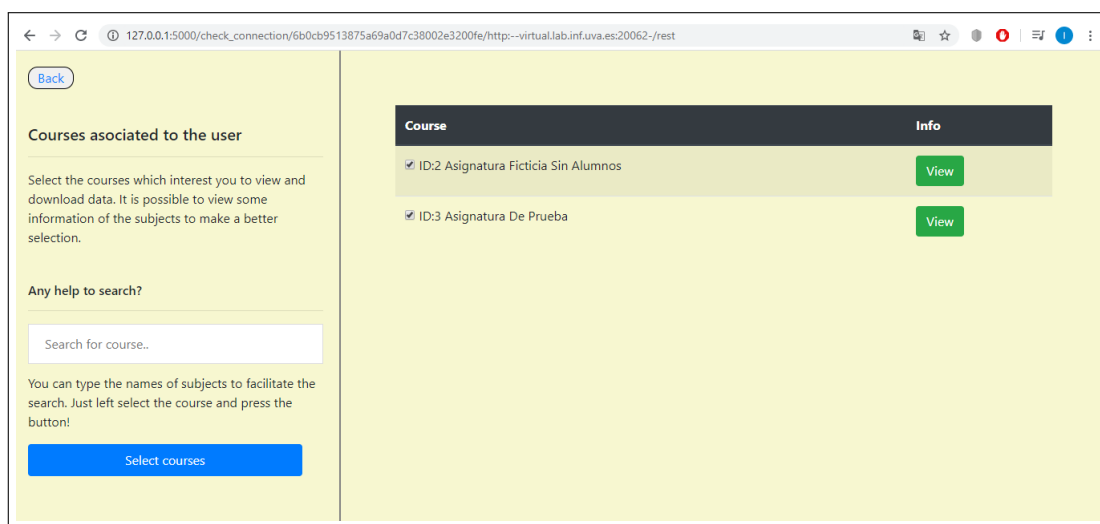 127.0.0.1:5000/check_connection/6b0cb9513875a69a0d7c38002e3200fe/http:--virtual.lab.inf.uva.es:20062-/rest
I
Back
Courses asociated to the user
Select the courses which interest you to view and
download data. It is possible to view some
information of the subjects to make a better
selection.
Any help to search?
Search for course..
You can type the names of subjects to facilitate the
search. Just left select the course and press the
button!
Select courses
Course Info
ID:2 Asignatura Ficticia Sin Alumnos View
ID:3 Asignatura De Prueba View